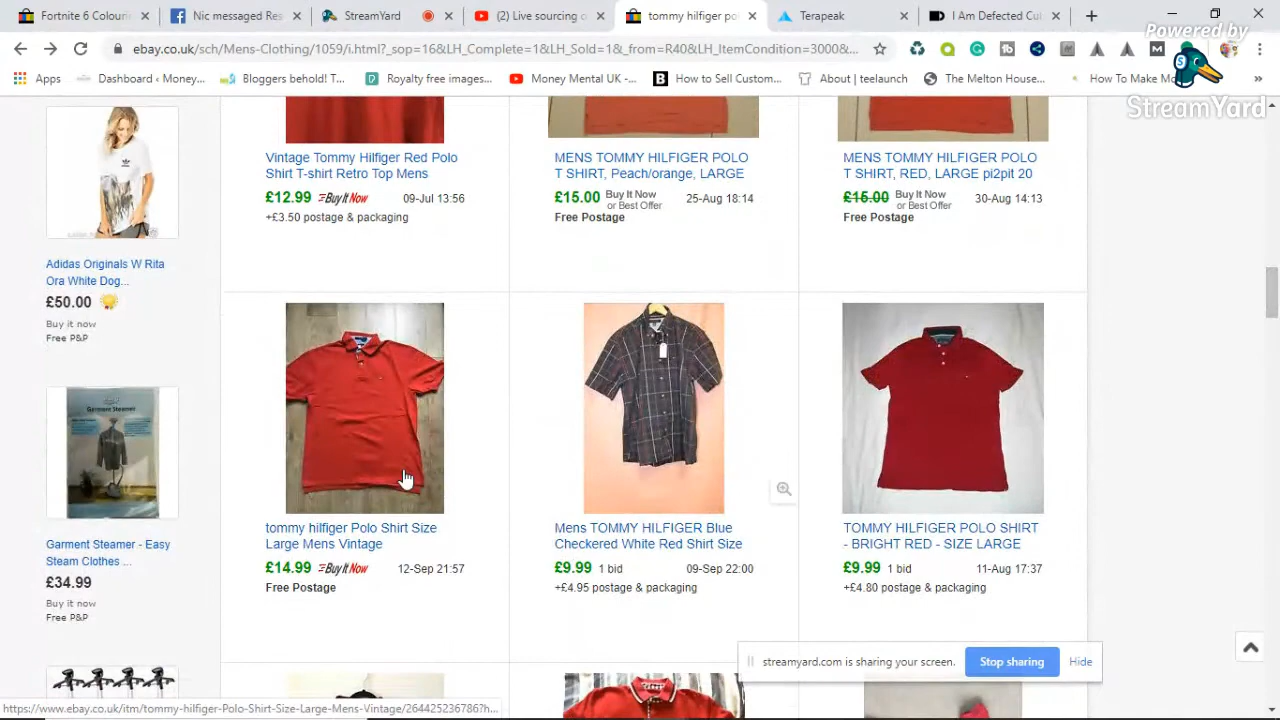 Fortnite 6 Colouri
Nic messaged Res
StreamYard
(2) Live sourcing o
tommy hilfiger po
Terapeak
I Am Defected Cui
ebay.co.uk/sch/Mens-Clothing/1059/i.html?_sop=16&LH_Complete=1&LH_Sold=1&_from=R40&LH_ItemCondition=3000&...
Apps
Dashboard ‹ Money...
Bloggers behold! T...
Royalty free images...
Money Mental UK -...
How to Sell Custom...
About | teelaunch
The Melton House...
How To Make Mo
Powered by
StreamYard
Vintage Tommy Hilfiger Red Polo
Shirt T-shirt Retro Top Mens
£12.99 Buy It Now 09-Jul 13:56
+£3.50 postage & packaging
MENS TOMMY HILFIGER POLO
T SHIRT, Peach/orange, LARGE
£15.00 Buy It Now
or Best Offer 25-Aug 18:14
Free Postage
MENS TOMMY HILFIGER POLO
T SHIRT, RED, LARGE pi2pit 20
£15.00 Buy It Now
or Best Offer 30-Aug 14:13
Free Postage
Adidas Originals W Rita
Ora White Dog...
£50.00
Buy it now
Free P&P
Garment Steamer
Garment Steamer - Easy
Steam Clothes ...
£34.99
Buy it now
Free P&P
tommy hilfiger Polo Shirt Size
Large Mens Vintage
£14.99 Buy It Now 12-Sep 21:57
Free Postage
Mens TOMMY HILFIGER Blue
Checkered White Red Shirt Size
£9.99 1 bid 09-Sep 22:00
+£4.95 postage & packaging
TOMMY HILFIGER POLO SHIRT
- BRIGHT RED - SIZE LARGE
£9.99 1 bid 11-Aug 17:37
+£4.80 postage & packaging
streamyard.com is sharing your screen.
Stop sharing
Hide
https://www.ebay.co.uk/itm/tommy-hilfiger-Polo-Shirt-Size-Large-Mens-Vintage/264425236786?h...